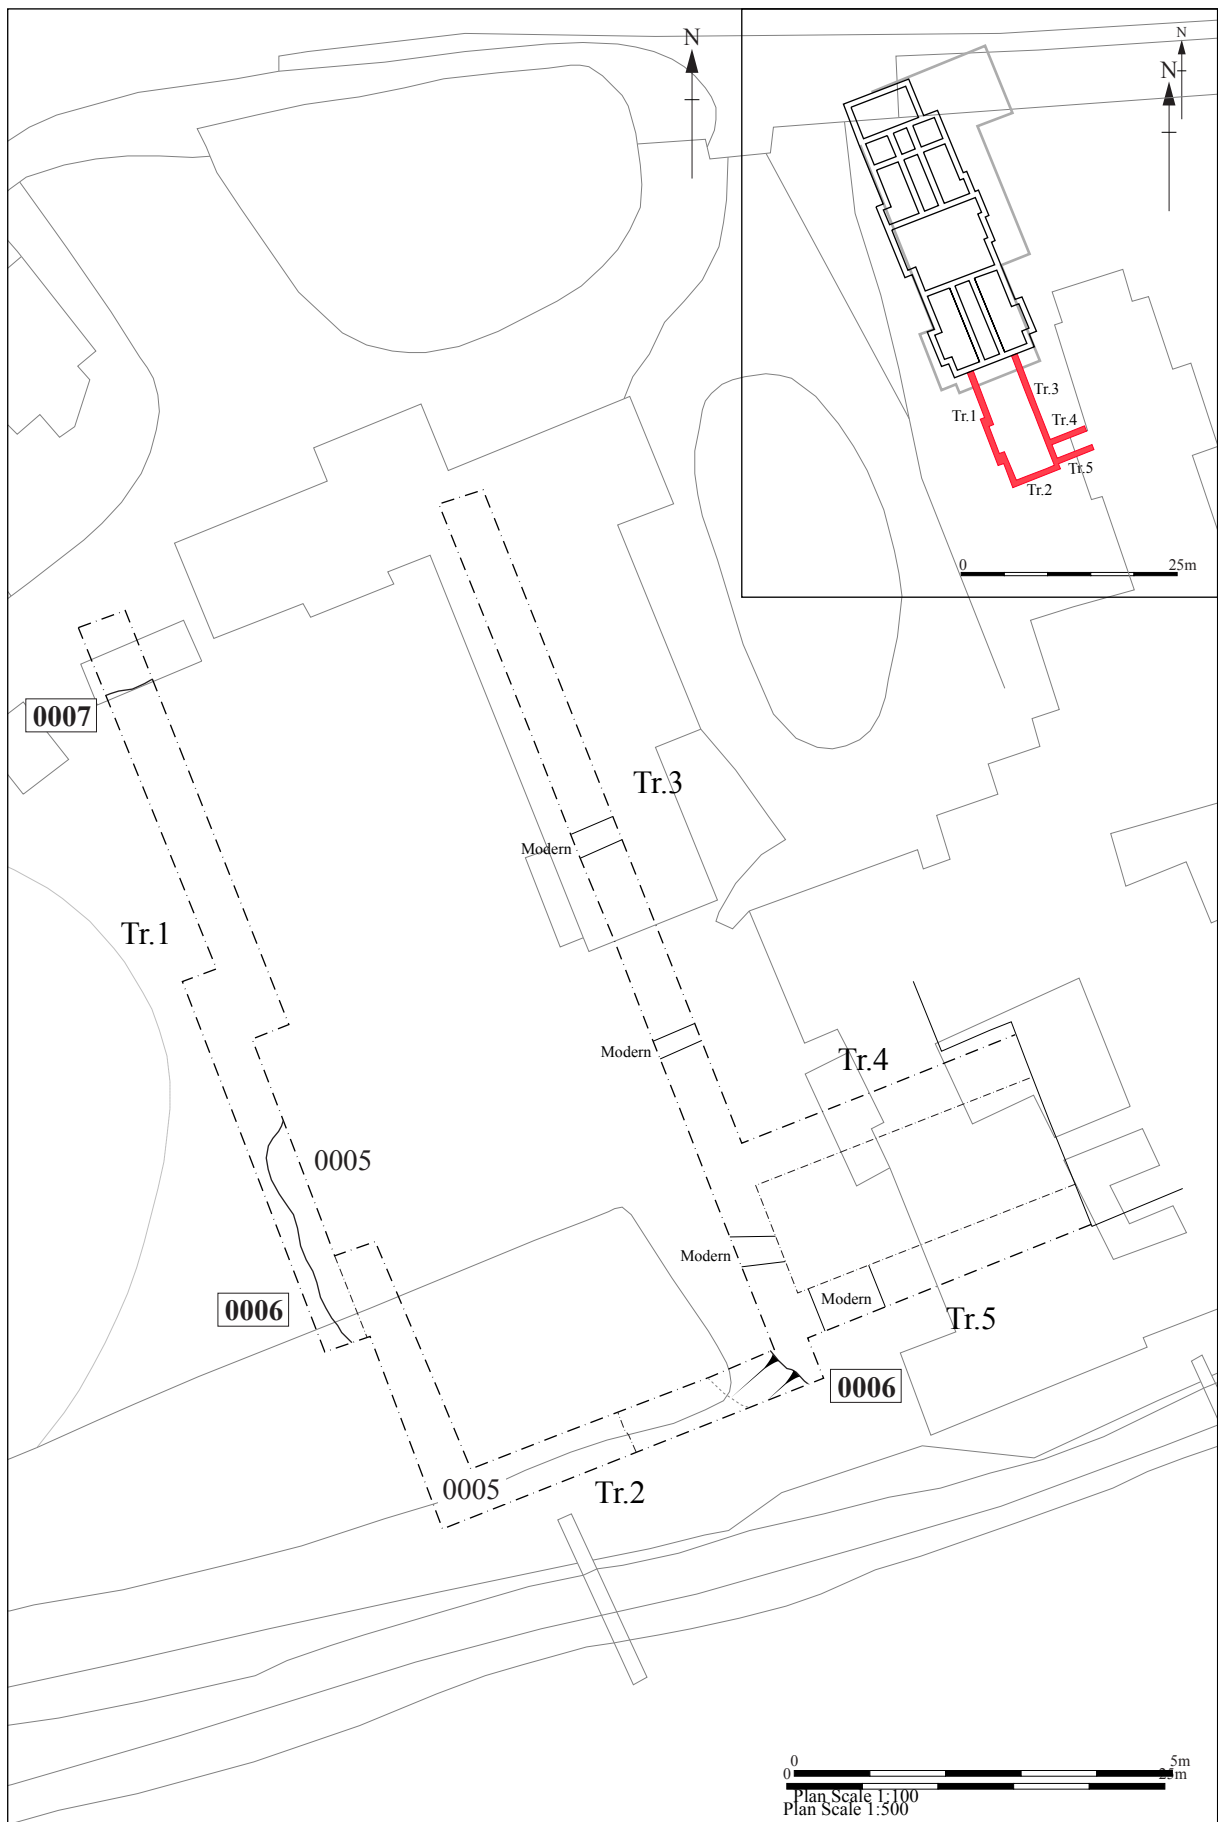 N
N
N
Tr.3
Tr.1
Tr.4
Tr.5
Tr.2
0
25m
0007
Tr.3
Modern
Tr.1
Modern
Tr.4
0005
Modern
0006
Modern
Tr.5
0006
0005
Tr.2
0
5m
0
25m
Plan Scale 1:100
Plan Scale 1:500